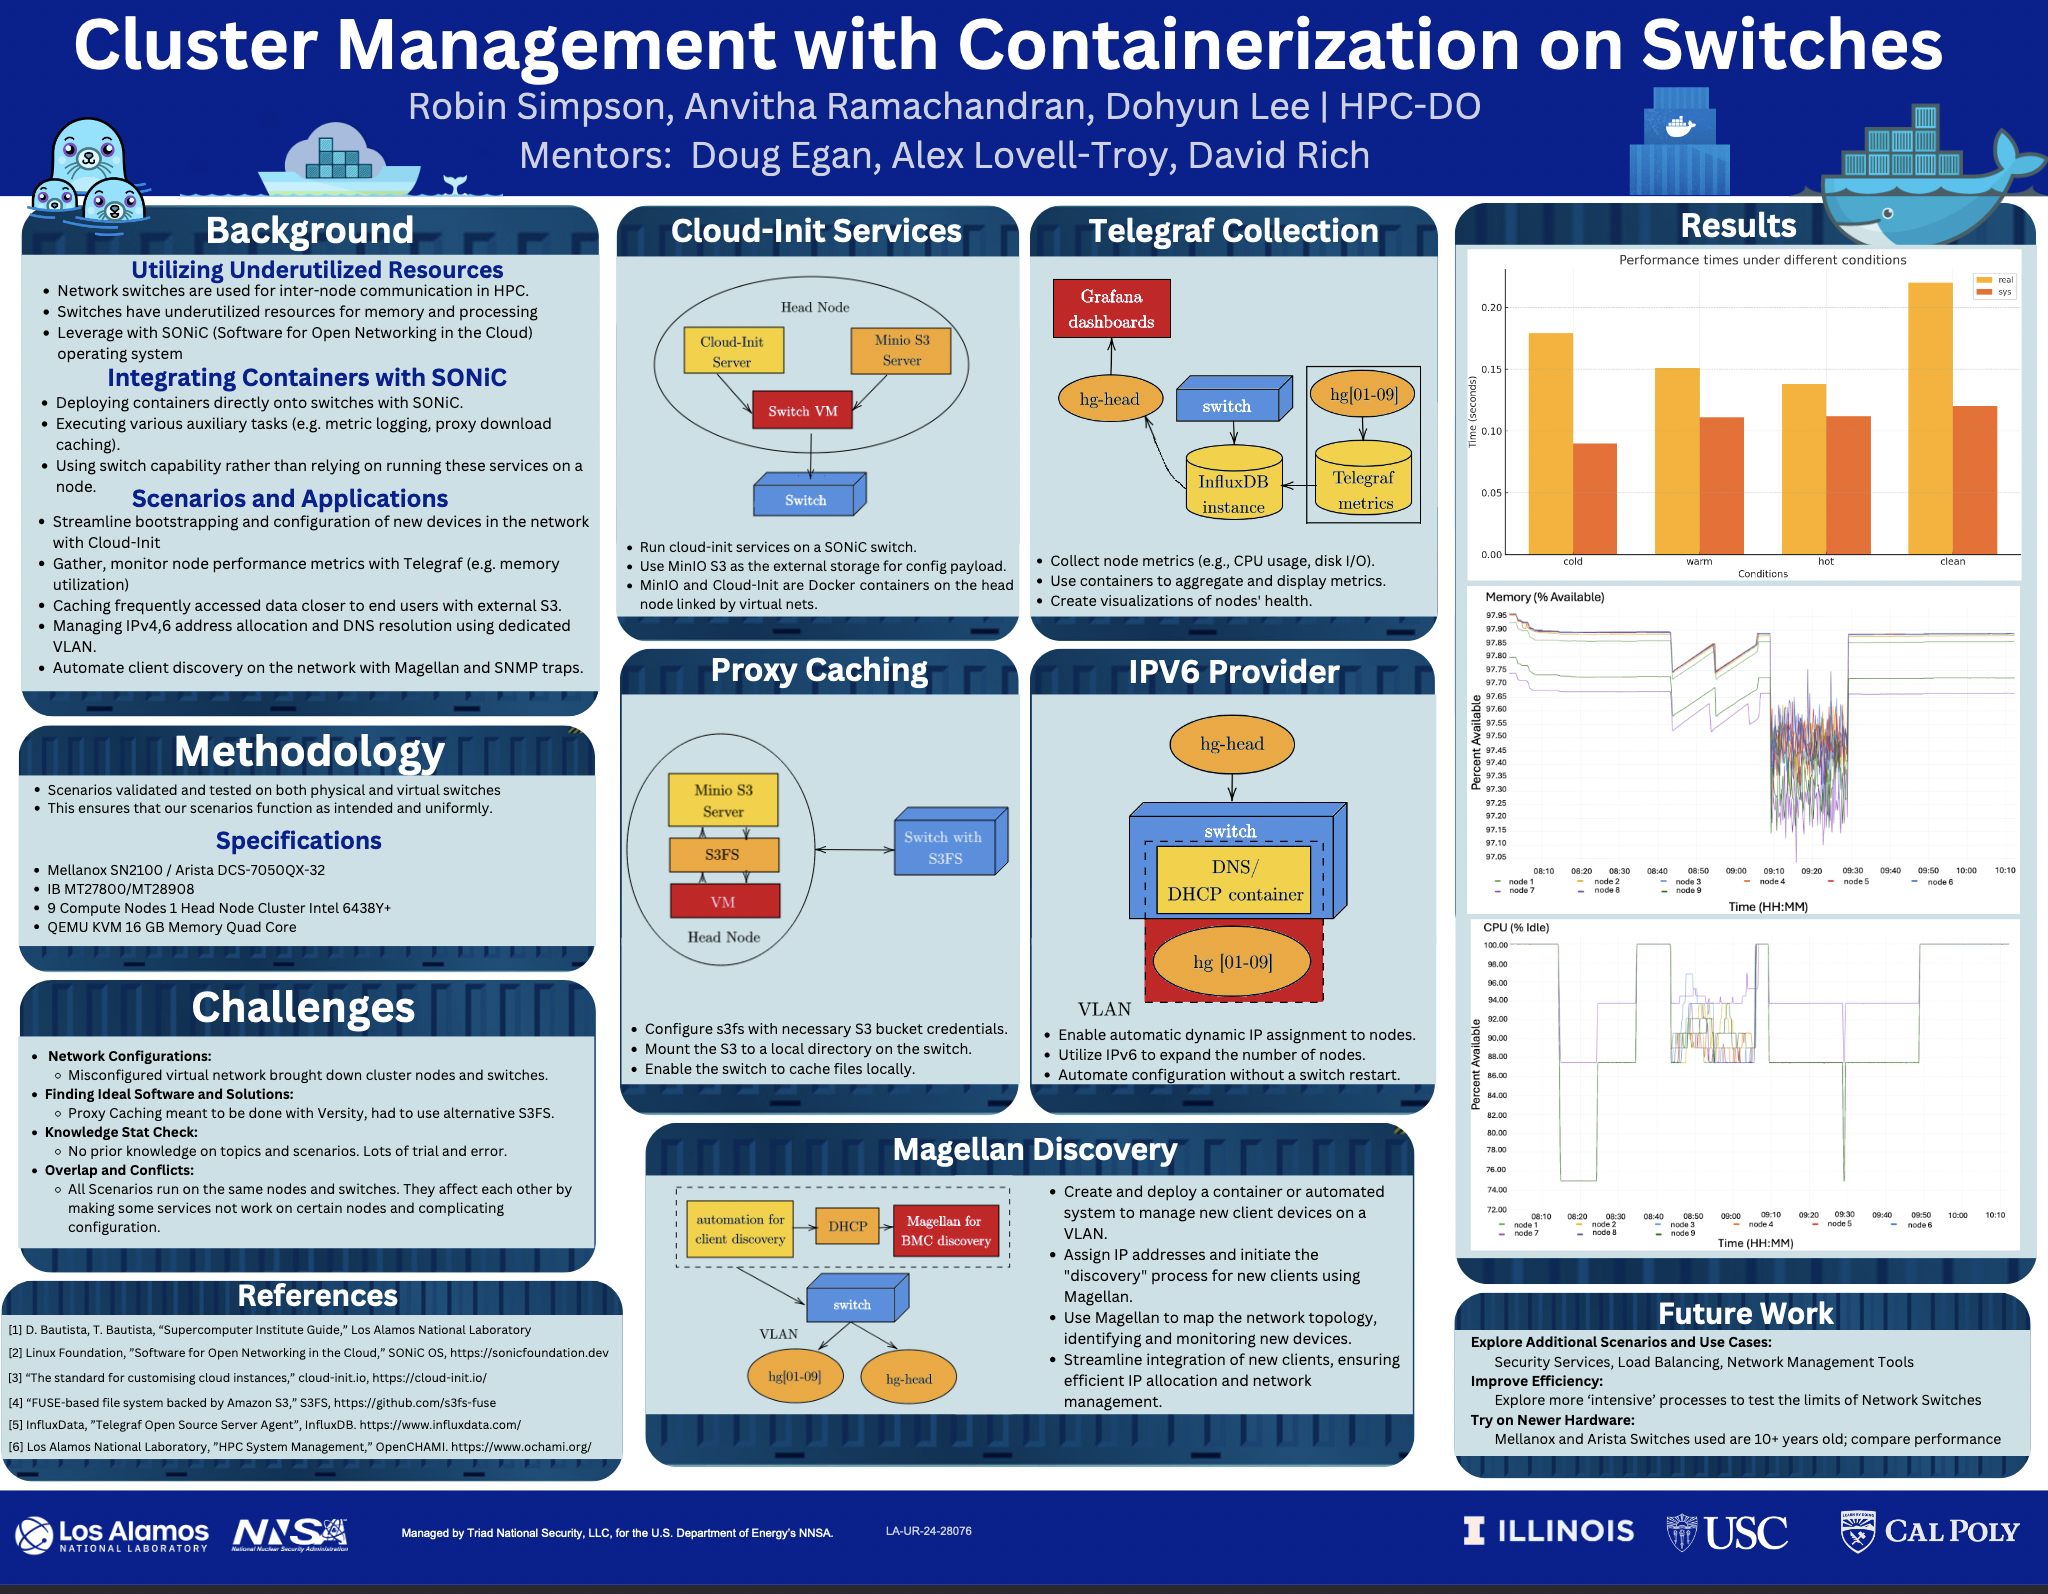 Cluster Management with Containerization on Switches
Robin Simpson, Anvitha Ramachandran, Dohyun Lee | HPC-DO
Mentors: Doug Egan, Alex Lovell-Troy, David Rich
Background
Utilizing Underutilized Resources
• Network switches are used for inter-node communication in HPC.
• Switches have underutilized resources for memory and processing
• Leverage with SONiC (Software for Open Networking in the Cloud)
operating system
Integrating Containers with SONiC
• Deploying containers directly onto switches with SONiC.
• Executing various auxiliary tasks (e.g. metric logging, proxy download
caching).
• Using switch capability rather than relying on running these services on a
node.
Scenarios and Applications
• Streamline bootstrapping and configuration of new devices in the network
with Cloud-Init
• Gather, monitor node performance metrics with Telegraf (e.g. memory
utilization)
• Caching frequently accessed data closer to end users with external S3.
• Managing IPv4,6 address allocation and DNS resolution using dedicated
VLAN.
• Automate client discovery on the network with Magellan and SNMP traps.
Methodology
• Scenarios validated and tested on both physical and virtual switches
• This ensures that our scenarios function as intended and uniformly.
Specifications
• Mellanox SN2100 / Arista DCS-7050QX-32
• IB MT27800/MT28908
• 9 Compute Nodes 1 Head Node Cluster Intel 6438Y+
• QEMU KVM 16 GB Memory Quad Core
Challenges
• Network Configurations:
◦ Misconfigured virtual network brought down cluster nodes and switches.
• Finding Ideal Software and Solutions:
◦ Proxy Caching meant to be done with Versity, had to use alternative S3FS.
• Knowledge Stat Check:
◦ No prior knowledge on topics and scenarios. Lots of trial and error.
• Overlap and Conflicts:
◦ All Scenarios run on the same nodes and switches. They affect each other by
making some services not work on certain nodes and complicating
configuration.
References
[1] D. Bautista, T. Bautista, “Supercomputer Institute Guide,” Los Alamos National Laboratory
[2] Linux Foundation, ”Software for Open Networking in the Cloud,” SONiC OS, https://sonicfoundation.dev
[3] “The standard for customising cloud instances,” cloud-init.io, https://cloud-init.io/
[4] “FUSE-based file system backed by Amazon S3,” S3FS, https://github.com/s3fs-fuse
[5] InfluxData, ”Telegraf Open Source Server Agent”, InfluxDB. https://www.influxdata.com/
[6] Los Alamos National Laboratory, ”HPC System Management,” OpenCHAMI. https://www.ochami.org/
Cloud-Init Services
Head Node
Cloud-Init
Server
Minio S3
Server
Switch VM
Switch
• Run cloud-init services on a SONiC switch.
• Use MinIO S3 as the external storage for config payload.
• MinIO and Cloud-Init are Docker containers on the head
node linked by virtual nets.
Telegraf Collection
Grafana
dashboards
hg-head
switch
hg[01-09]
InfluxDB
instance
Telegraf
metrics
• Collect node metrics (e.g., CPU usage, disk I/O).
• Use containers to aggregate and display metrics.
• Create visualizations of nodes' health.
Proxy Caching
Minio S3
Server
S3FS
VM
Head Node
Switch with
S3FS
• Configure s3fs with necessary S3 bucket credentials.
• Mount the S3 to a local directory on the switch.
• Enable the switch to cache files locally.
IPV6 Provider
hg-head
switch
DNS/
DHCP container
hg [01-09]
VLAN
• Enable automatic dynamic IP assignment to nodes.
• Utilize IPv6 to expand the number of nodes.
• Automate configuration without a switch restart.
Magellan Discovery
automation for
client discovery
DHCP
Magellan for
BMC discovery
switch
VLAN
hg[01-09]
hg-head
• Create and deploy a container or automated
system to manage new client devices on a
VLAN.
• Assign IP addresses and initiate the
"discovery" process for new clients using
Magellan.
• Use Magellan to map the network topology,
identifying and monitoring new devices.
• Streamline integration of new clients, ensuring
efficient IP allocation and network
management.
Results
Performance times under different conditions
real
sys
Time (seconds)
0.20
0.15
0.10
0.05
0.00
cold warm hot clean
Conditions
Memory (% Available)
Percent Available
97.95
97.90
97.85
97.80
97.75
97.70
97.65
97.60
97.55
97.50
97.45
97.40
97.35
97.30
97.25
97.20
97.15
97.10
97.05
08:10 08:20 08:30 08:40 08:50 09:00 09:10 09:20 09:30 09:40 09:50 10:00 10:10
node 1 node 2 node 3 node 4 node 5 node 6
node 7 node 8 node 9
Time (HH:MM)
CPU (% Idle)
Percent Available
100.00
98.00
96.00
94.00
92.00
90.00
88.00
86.00
84.00
82.00
80.00
78.00
76.00
74.00
72.00
08:10 08:20 08:30 08:40 08:50 09:00 09:10 09:20 09:30 09:40 09:50 10:00 10:10
node 1 node 2 node 3 node 4 node 5 node 6
node 7 node 8 node 9
Time (HH:MM)
Future Work
Explore Additional Scenarios and Use Cases:
Security Services, Load Balancing, Network Management Tools
Improve Efficiency:
Explore more ‘intensive’ processes to test the limits of Network Switches
Try on Newer Hardware:
Mellanox and Arista Switches used are 10+ years old; compare performance
Los Alamos
NATIONAL LABORATORY
NNSA
National Nuclear Security Administration
Managed by Triad National Security, LLC, for the U.S. Department of Energy’s NNSA.
LA-UR-24-28076
ILLINOIS
USC
LEARN BY DOING
CAL POLY